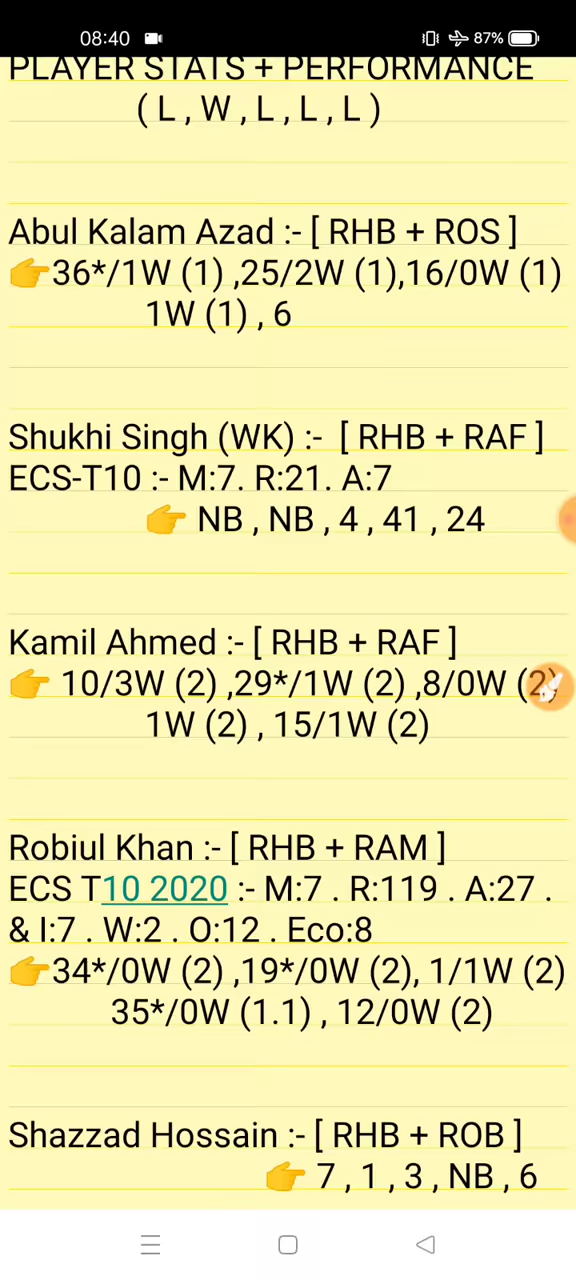 08:40 87%
PLAYER STATS + PERFORMANCE
( L , W , L , L , L )
Abul Kalam Azad :- [ RHB + ROS ]
👉36*/1W (1) ,25/2W (1),16/0W (1)
1W (1) , 6
Shukhi Singh (WK) :- [ RHB + RAF ]
ECS-T10 :- M:7. R:21. A:7
👉 NB , NB , 4 , 41 , 24
Kamil Ahmed :- [ RHB + RAF ]
👉 10/3W (2) ,29*/1W (2) ,8/0W (2)
1W (2) , 15/1W (2)
Robiul Khan :- [ RHB + RAM ]
ECS T10 2020 :- M:7 . R:119 . A:27 .
& I:7 . W:2 . O:12 . Eco:8
👉34*/0W (2) ,19*/0W (2), 1/1W (2)
35*/0W (1.1) , 12/0W (2)
Shazzad Hossain :- [ RHB + ROB ]
👉 7 , 1 , 3 , NB , 6